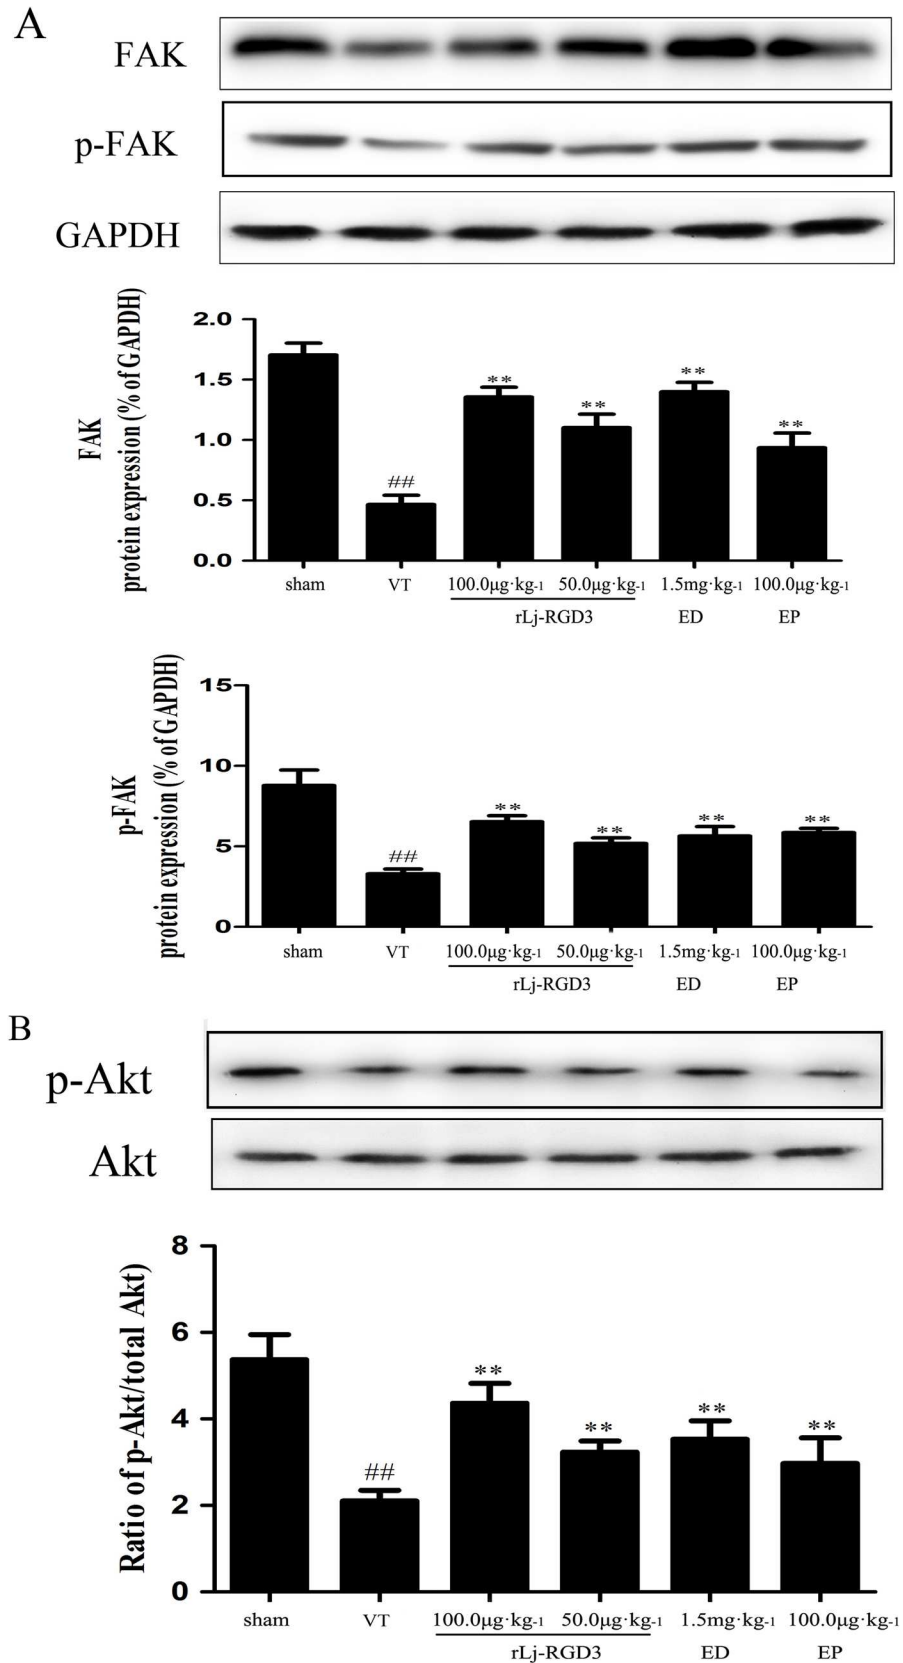 A
FAK
p-FAK
GAPDH
FAK
protein expression (% of GAPDH)
2.0
1.5
1.0
0.5
0.0
##
**
**
**
**
sham VT 100.0μg·kg-1 50.0μg·kg-1 1.5mg·kg-1 100.0μg·kg-1
rLj-RGD3 ED EP
p-FAK
protein expression (% of GAPDH)
15
10
5
0
##
**
**
**
**
sham VT 100.0μg·kg-1 50.0μg·kg-1 1.5mg·kg-1 100.0μg·kg-1
rLj-RGD3 ED EP
B
p-Akt
Akt
Ratio of p-Akt/total Akt)
8
6
4
2
0
##
**
**
**
**
sham VT 100.0μg·kg-1 50.0μg·kg-1 1.5mg·kg-1 100.0μg·kg-1
rLj-RGD3 ED EP